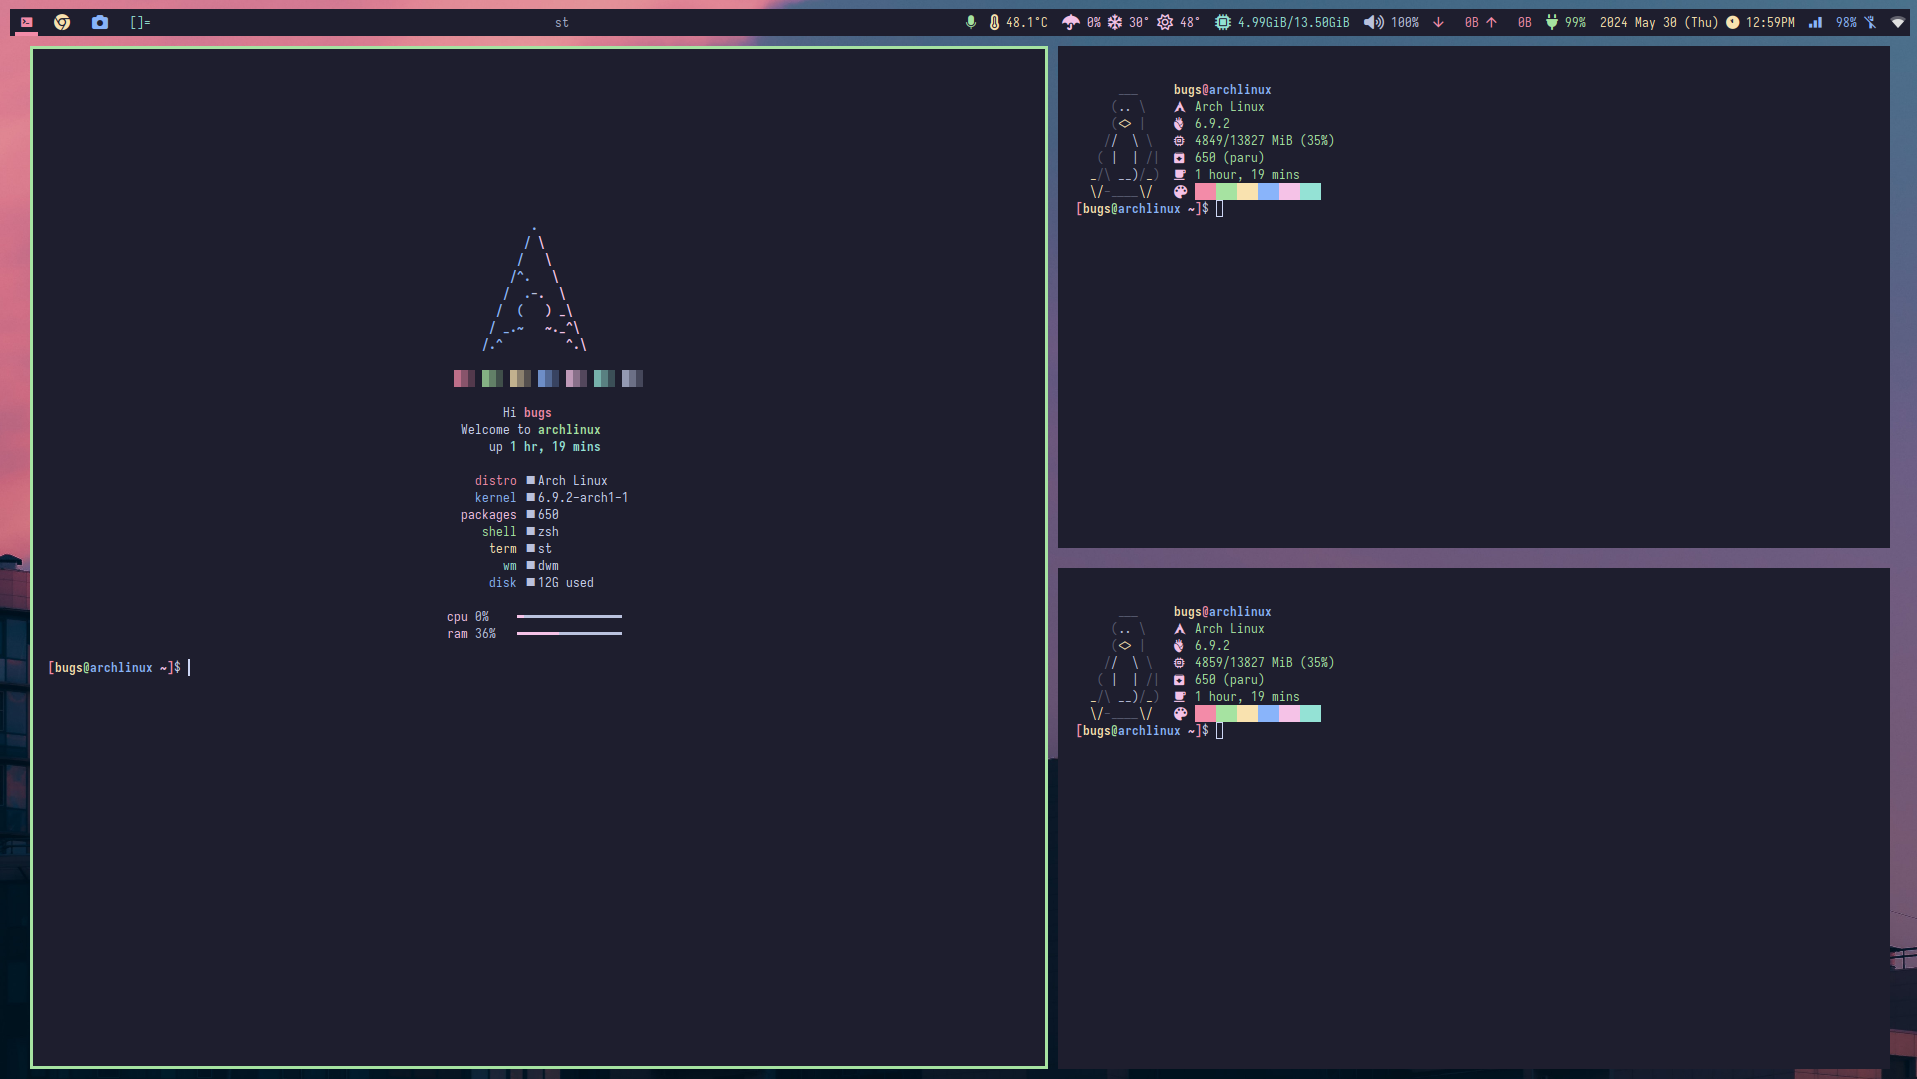 []= st 48.1°C 0% 30° 48° 4.99GiB/13.50GiB 100% 0B 0B 99% 2024 May 30 (Thu) 12:59PM 98%
Hi bugs
Welcome to archlinux
up 1 hr, 19 mins
distro Arch Linux
kernel 6.9.2-arch1-1
packages 650
shell zsh
term st
wm dwm
disk 12G used
cpu 0%
ram 36%
[bugs@archlinux ~]$
bugs@archlinux
Arch Linux
6.9.2
4849/13827 MiB (35%)
650 (paru)
1 hour, 19 mins
[bugs@archlinux ~]$
bugs@archlinux
Arch Linux
6.9.2
4859/13827 MiB (35%)
650 (paru)
1 hour, 19 mins
[bugs@archlinux ~]$